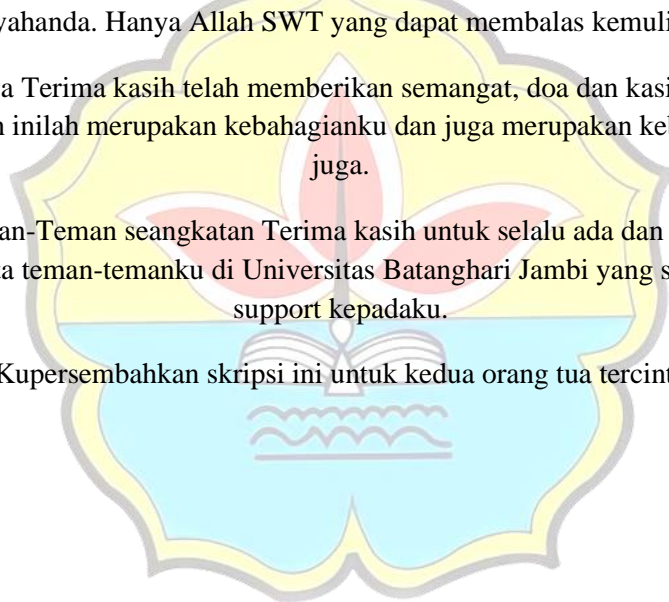 yahanda. Hanya Allah SWT yang dapat membalas kemuli
a Terima kasih telah memberikan semangat, doa dan kasi
n inilah merupakan kebahagianku dan juga merupakan keb
juga.
an-Teman seangkatan Terima kasih untuk selalu ada dan
ta teman-temanku di Universitas Batanghari Jambi yang s
support kepadaku.
Kupersembahkan skripsi ini untuk kedua orang tua tercint